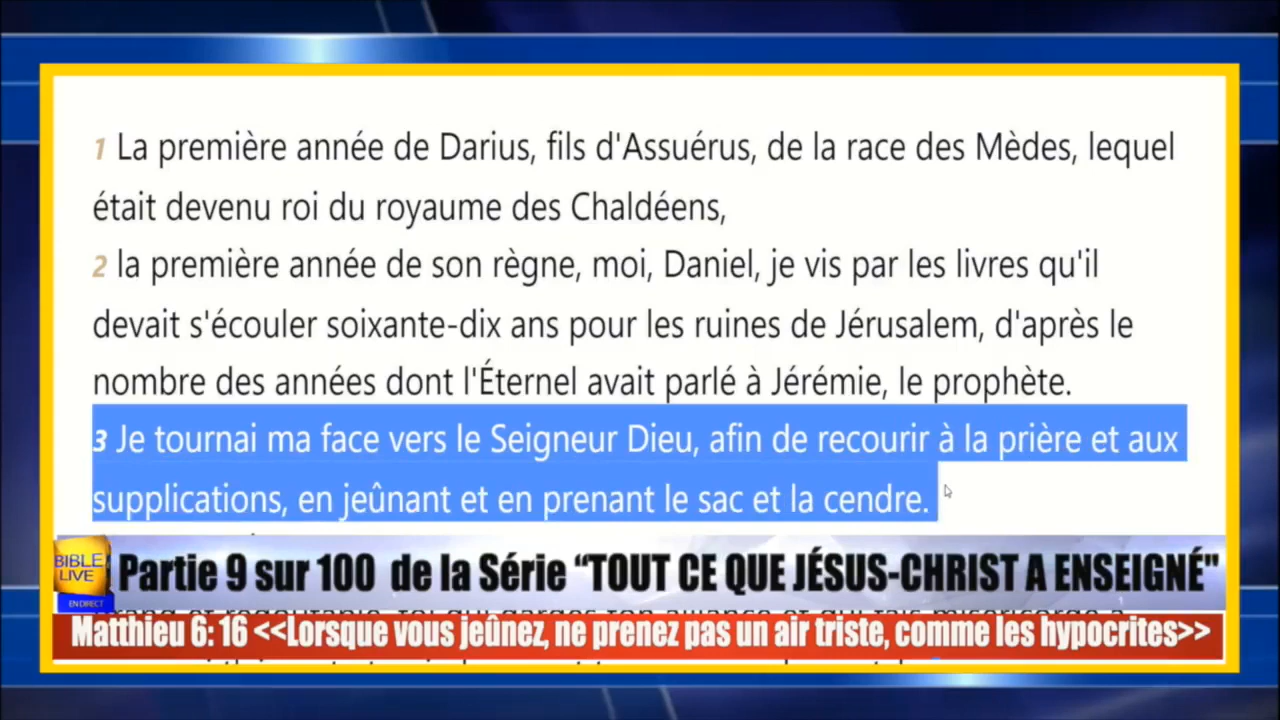 1 La première année de Darius, fils d'Assuérus, de la race des Mèdes, lequel
était devenu roi du royaume des Chaldéens,
2 la première année de son règne, moi, Daniel, je vis par les livres qu'il
devait s'écouler soixante-dix ans pour les ruines de Jérusalem, d'après le
nombre des années dont l'Éternel avait parlé à Jérémie, le prophète.
3 Je tournai ma face vers le Seigneur Dieu, afin de recourir à la prière et aux
supplications, en jeûnant et en prenant le sac et la cendre.
BIBLE
LIVE
EN DIRECT
Partie 9 sur 100 de la Série “TOUT CE QUE JÉSUS-CHRIST A ENSEIGNÉ"
Matthieu 6: 16 <<Lorsque vous jeûnez, ne prenez pas un air triste, comme les hypocrites>>